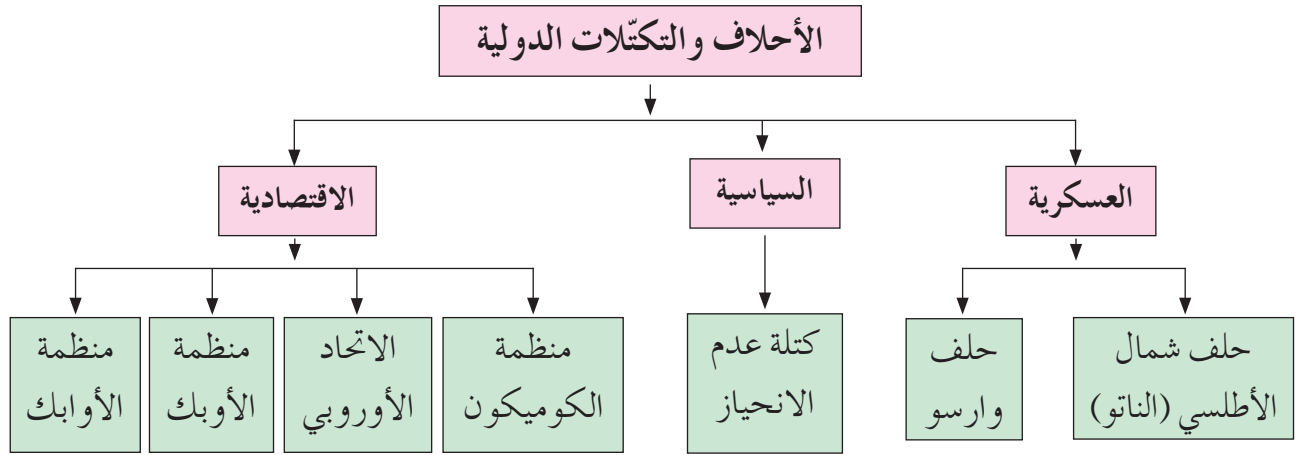 الأحلاف والتكتّلات الدولية
العسكرية
السياسية
الاقتصادية
حلف شمال
الأطلسي (الناتو)
حلف
وارسو
كتلة عدم
الانحياز
منظمة
الكوميكون
الاتحاد
الأوروبي
منظمة
الأوبك
منظمة
الأوابك